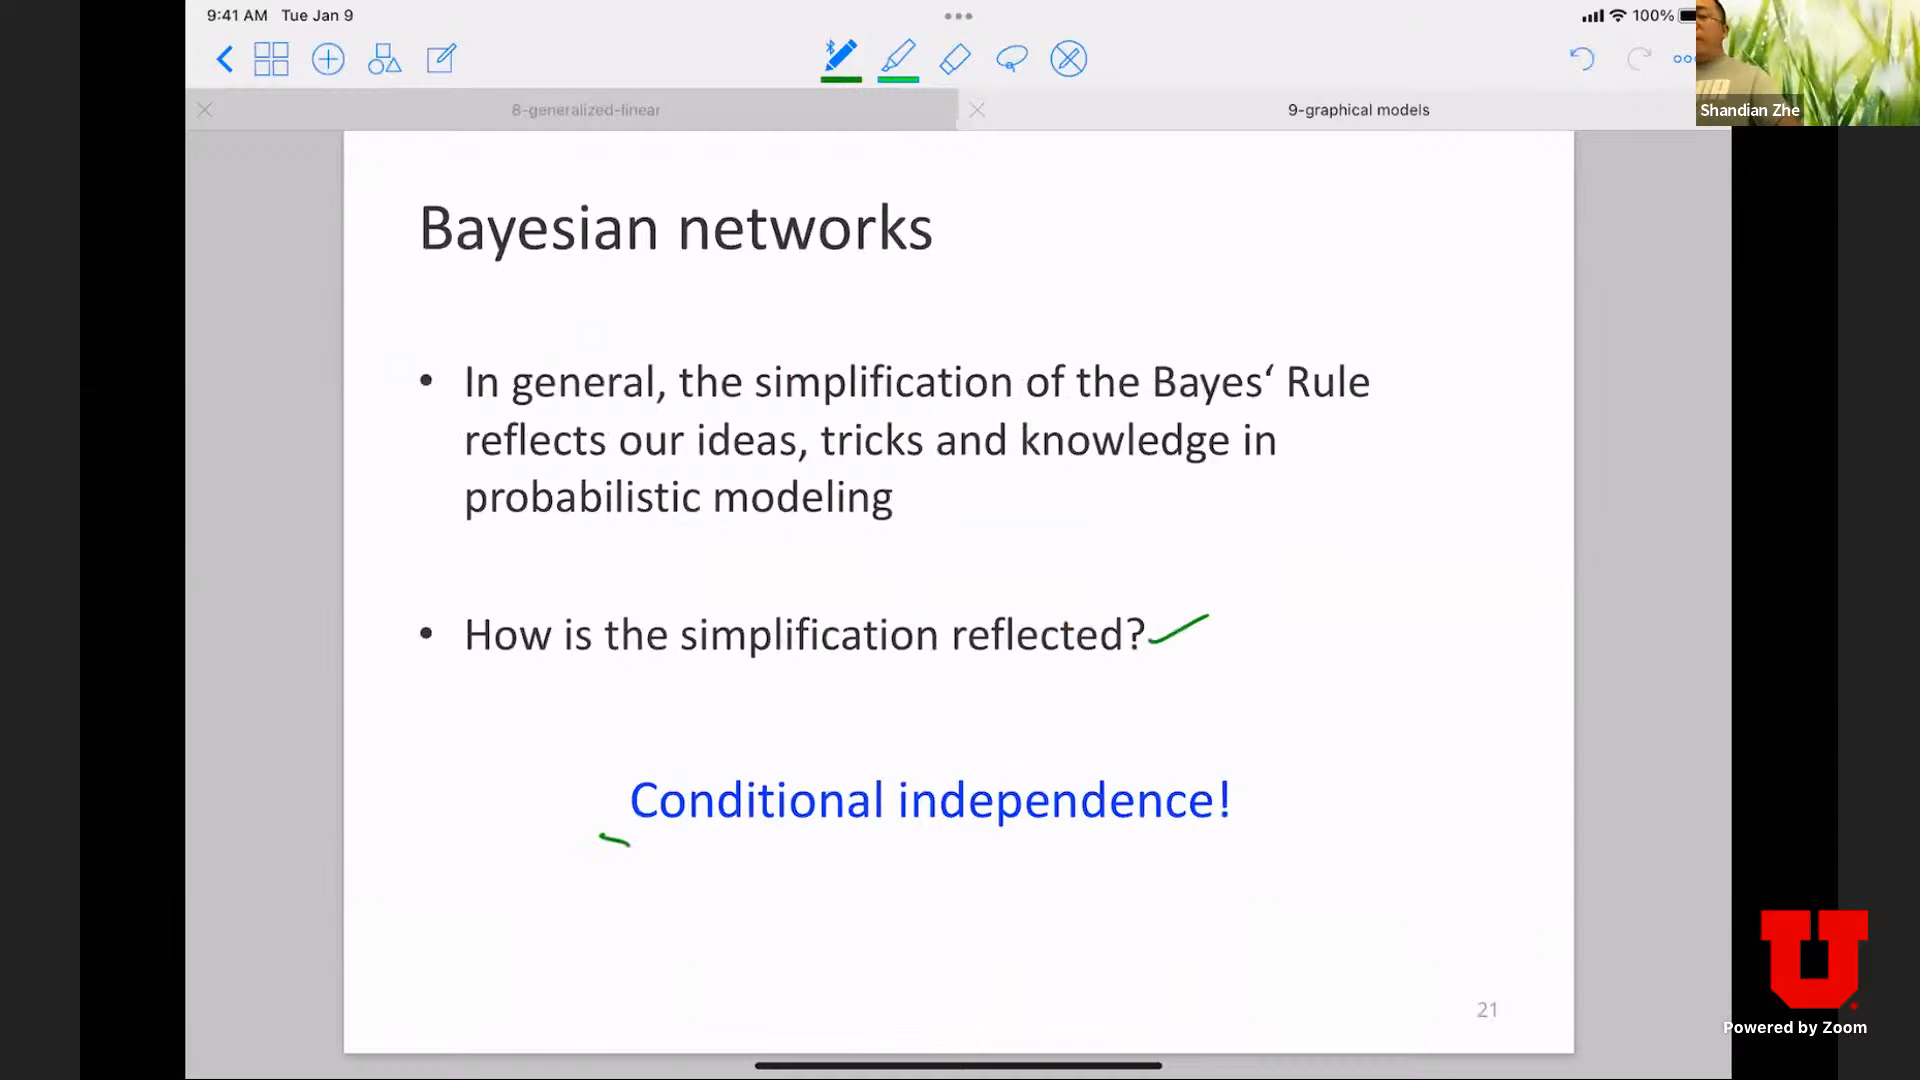 9:41 AM Tue Jan 9
100%
8-generalized-linear
9-graphical models
Shandian Zhe
Bayesian networks
• In general, the simplification of the Bayes‘ Rule
reflects our ideas, tricks and knowledge in
probabilistic modeling
• How is the simplification reflected?
Conditional independence!
21
U
Powered by Zoom